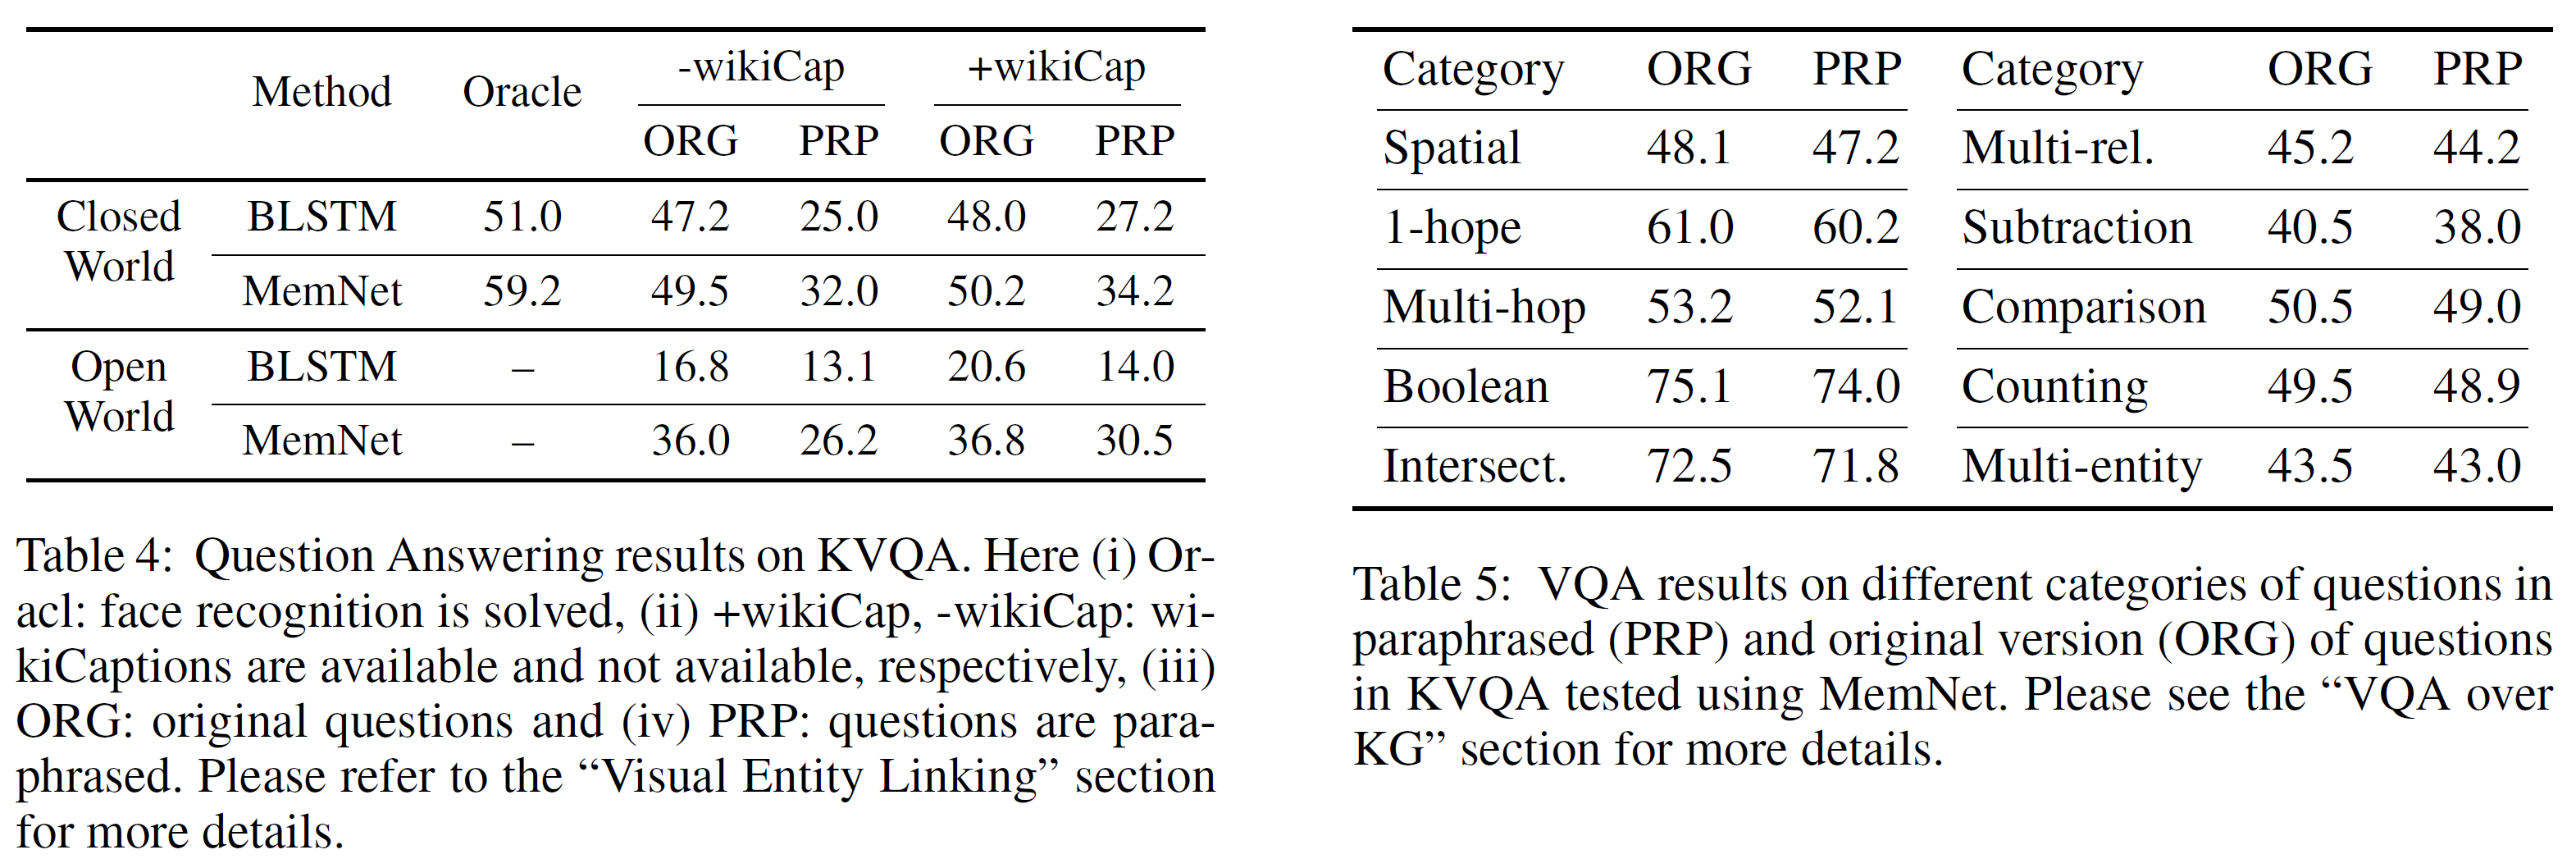 Method Oracle -wikiCap +wikiCap
ORG PRP ORG PRP
Closed World BLSTM 51.0 47.2 25.0 48.0 27.2
MemNet 59.2 49.5 32.0 50.2 34.2
Open World BLSTM – 16.8 13.1 20.6 14.0
MemNet – 36.0 26.2 36.8 30.5
Table 4: Question Answering results on KVQA. Here (i) Or-
acl: face recognition is solved, (ii) +wikiCap, -wikiCap: wi-
kiCaptions are available and not available, respectively, (iii)
ORG: original questions and (iv) PRP: questions are para-
phrased. Please refer to the “Visual Entity Linking” section
for more details.
Category ORG PRP Category ORG PRP
Spatial 48.1 47.2 Multi-rel. 45.2 44.2
1-hope 61.0 60.2 Subtraction 40.5 38.0
Multi-hop 53.2 52.1 Comparison 50.5 49.0
Boolean 75.1 74.0 Counting 49.5 48.9
Intersect. 72.5 71.8 Multi-entity 43.5 43.0
Table 5: VQA results on different categories of questions in
paraphrased (PRP) and original version (ORG) of questions
in KVQA tested using MemNet. Please see the “VQA over
KG” section for more details.